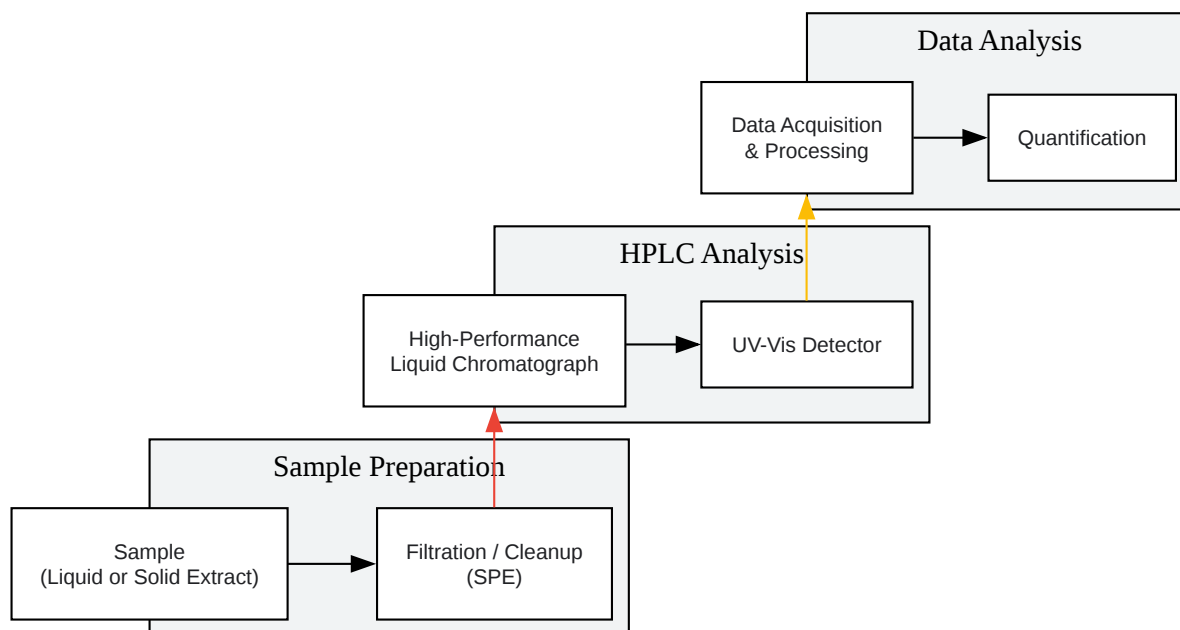 Data Analysis
Data Acquisition
& Processing
Quantification
HPLC Analysis
High-Performance
Liquid Chromatograph
UV-Vis Detector
Sample Preparation
Sample
(Liquid or Solid Extract)
Filtration / Cleanup
(SPE)